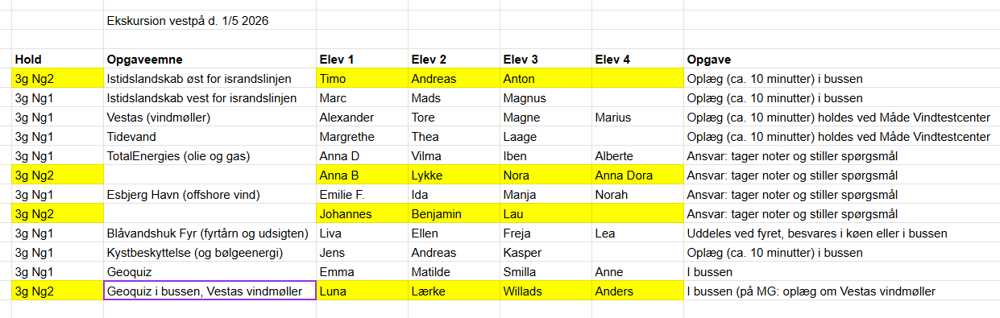 Ekskursion vestpå d. 1/5 2026
Hold Opgaveemne Elev 1 Elev 2 Elev 3 Elev 4 Opgave
3g Ng2 Istidslandskab øst for israndslinjen Timo Andreas Anton Oplæg (ca. 10 minutter) i bussen
3g Ng1 Istidslandskab vest for israndslinjen Marc Mads Magnus Oplæg (ca. 10 minutter) i bussen
3g Ng1 Vestas (vindmøller) Alexander Tore Magne Marius Oplæg (ca. 10 minutter) holdes ved Måde Vindtestcenter
3g Ng1 Tidevand Margrethe Thea Laage Oplæg (ca. 10 minutter) holdes ved Måde Vindtestcenter
3g Ng1 TotalEnergies (olie og gas) Anna D Vilma Iben Alberte Ansvar: tager noter og stiller spørgsmål
3g Ng2 Anna B Lykke Nora Anna Dora Ansvar: tager noter og stiller spørgsmål
3g Ng1 Esbjerg Havn (offshore vind) Emilie F. Ida Manja Norah Ansvar: tager noter og stiller spørgsmål
3g Ng2 Johannes Benjamin Lau Ansvar: tager noter og stiller spørgsmål
3g Ng1 Blåvandshuk Fyr (fyrtårn og udsigten) Liva Ellen Freja Lea Uddeles ved fyret, besvares i køen eller i bussen
3g Ng1 Kystbeskyttelse (og bølgeenergi) Jens Andreas Kasper Oplæg (ca. 10 minutter) i bussen
3g Ng1 Geoquiz Emma Matilde Smilla Anne I bussen
3g Ng2 Geoquiz i bussen, Vestas vindmøller Luna Lærke Willads Anders I bussen (på MG: oplæg om Vestas vindmøller